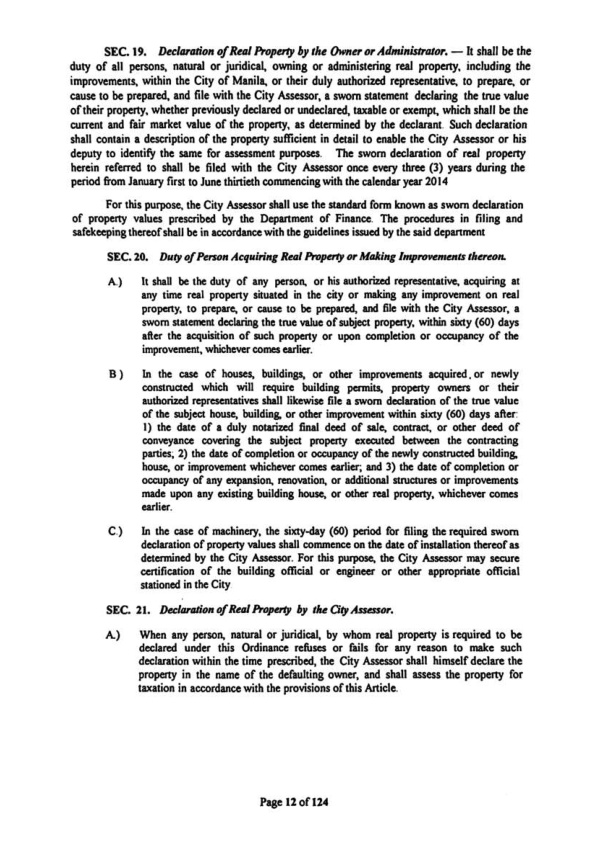 SEC. 19. Declaration of Real Property by the Owner or Administrator. — It shall be the
duty of all persons, natural or juridical, owning or administering real property, including the
improvements, within the City of Manila, or their duly authorized representative, to prepare, or
cause to be prepared, and file with the City Assessor, a sworn statement declaring the true value
of their property, whether previously declared or undeclared, taxable or exempt, which shall be the
current and fair market value of the property, as determined by the declarant. Such declaration
shall contain a description of the property sufficient in detail to enable the City Assessor or his
deputy to identify the same for assessment purposes. The sworn declaration of real property
herein referred to shall be filed with the City Assessor once every three (3) years during the
period from January first to June thirtieth commencing with the calendar year 2014
For this purpose, the City Assessor shall use the standard form known as sworn declaration
of property values prescribed by the Department of Finance. The procedures in filing and
safekeeping thereof shall be in accordance with the guidelines issued by the said department
SEC. 20. Duty of Person Acquiring Real Property or Making Improvements thereon.
A.) It shall be the duty of any person, or his authorized representative, acquiring at
any time real property situated in the city or making any improvement on real
property, to prepare, or cause to be prepared, and file with the City Assessor, a
sworn statement declaring the true value of subject property, within sixty (60) days
after the acquisition of such property or upon completion or occupancy of the
improvement, whichever comes earlier.
B ) In the case of houses, buildings, or other improvements acquired, or newly
constructed which will require building permits, property owners or their
authorized representatives shall likewise file a sworn declaration of the true value
of the subject house, building, or other improvement within sixty (60) days after:
1) the date of a duly notarized final deed of sale, contract, or other deed of
conveyance covering the subject property executed between the contracting
parties; 2) the date of completion or occupancy of the newly constructed building,
house, or improvement whichever comes earlier; and 3) the date of completion or
occupancy of any expansion, renovation, or additional structures or improvements
made upon any existing building house, or other real property, whichever comes
earlier.
C.) In the case of machinery, the sixty-day (60) period for filing the required sworn
declaration of property values shall commence on the date of installation thereof as
determined by the City Assessor. For this purpose, the City Assessor may secure
certification of the building official or engineer or other appropriate official
stationed in the City
SEC. 21. Declaration of Real Property by the City Assessor.
A.) When any person, natural or juridical, by whom real property is required to be
declared under this Ordinance refuses or fails for any reason to make such
declaration within the time prescribed, the City Assessor shall himself declare the
property in the name of the defaulting owner, and shall assess the property for
taxation in accordance with the provisions of this Article.
Page 12 of 124